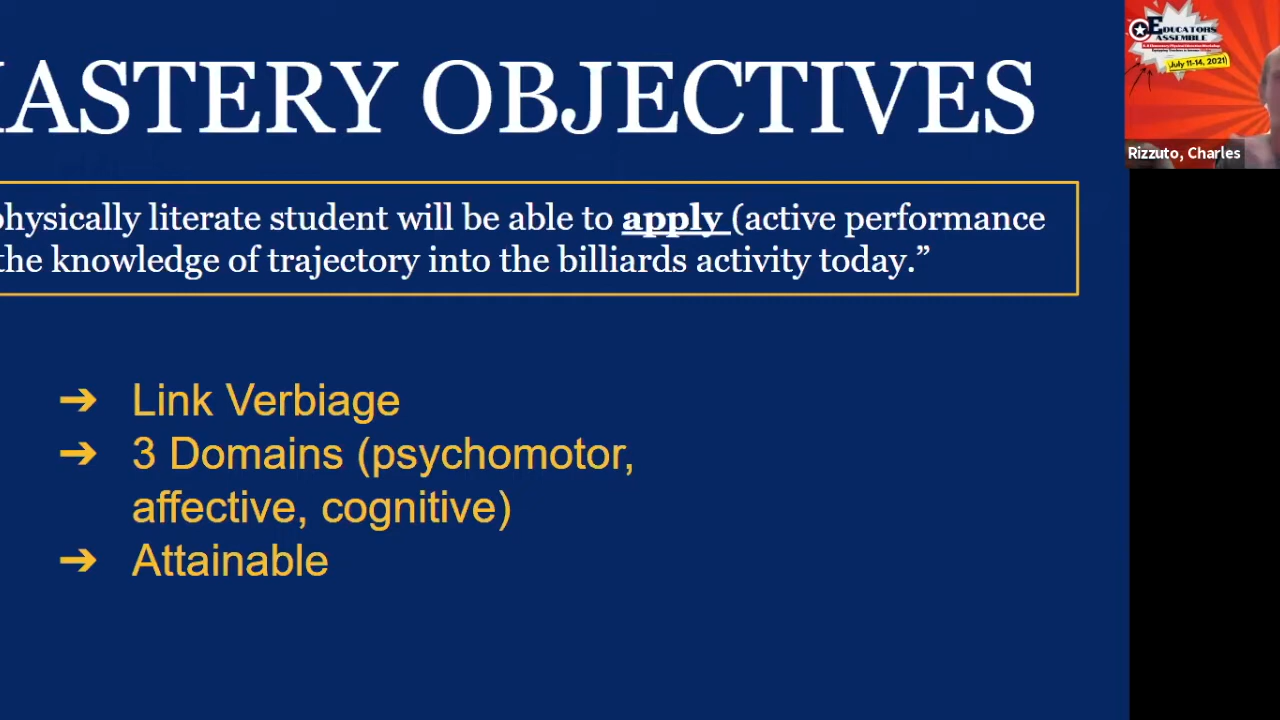 ASTERY OBJECTIVES
physically literate student will be able to apply (active performance
the knowledge of trajectory into the billiards activity today.”
➔ Link Verbiage
➔ 3 Domains (psychomotor,
affective, cognitive)
➔ Attainable
EDUCATORS
ASSEMBLE
July 11-14, 2021
Rizzuto, Charles